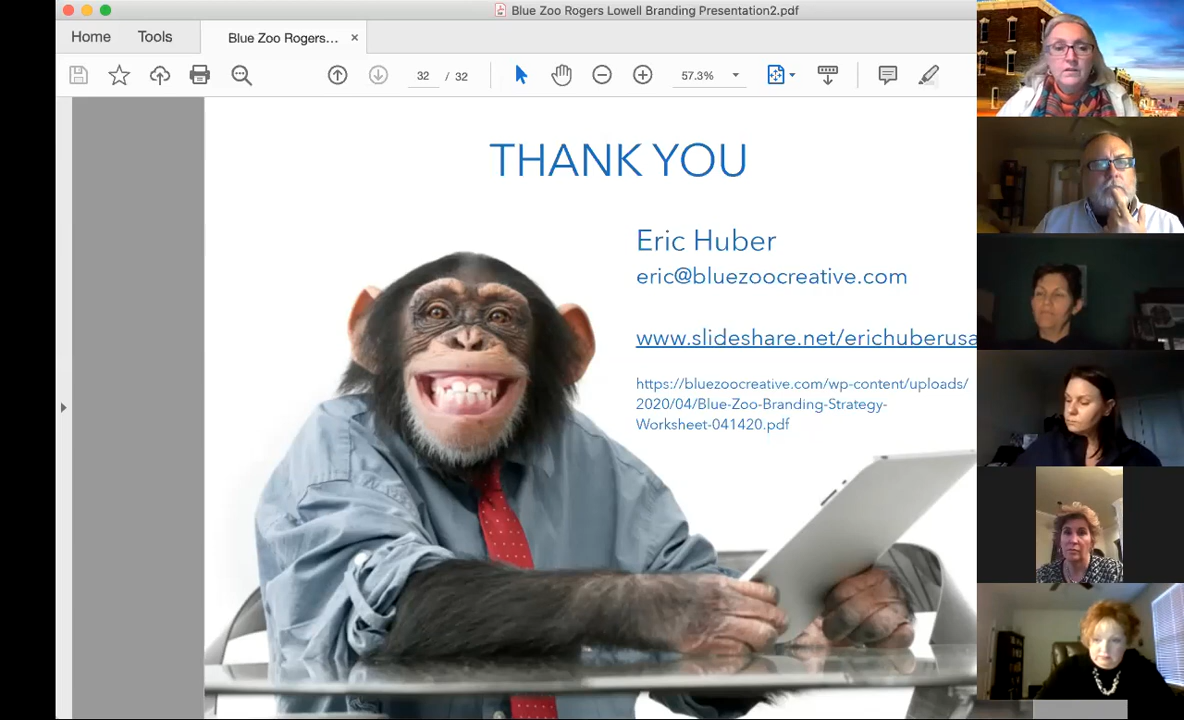 Blue Zoo Rogers Lowell Branding Presentation2.pdf
Home Tools Blue Zoo Rogers... ×
32 / 32 57.3%
THANK YOU
Eric Huber
eric@bluezoocreative.com
www.slideshare.net/erichuberusa
https://bluezoocreative.com/wp-content/uploads/
2020/04/Blue-Zoo-Branding-Strategy-
Worksheet-041420.pdf